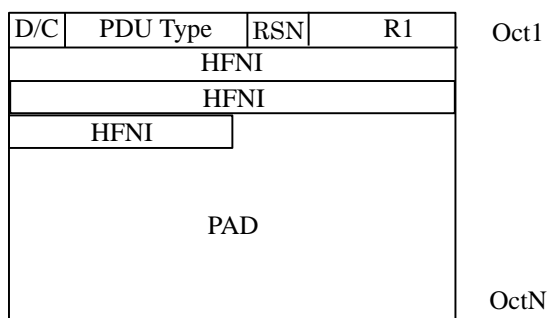 D/C PDU Type RSN R1 Oct1
HFNI
HFNI
HFNI
PAD
OctN